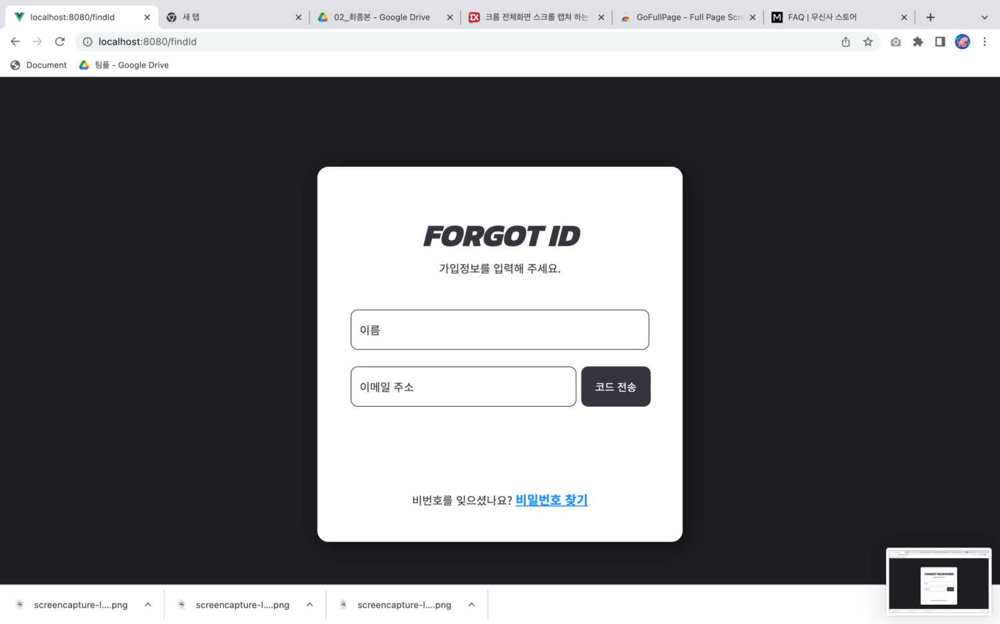 localhost:8080/findId
새 탭
02_최종본 - Google Drive
크롬 전체화면 스크롤 캡쳐 하는
GoFullPage - Full Page Scre
FAQ | 무신사 스토어
localhost:8080/findId
Document
팀플 - Google Drive
FORGOT ID
가입정보를 입력해 주세요.
이름
이메일 주소
코드 전송
비번호를 잊으셨나요? 비밀번호 찾기
screencapture-l....png
screencapture-l....png
screencapture-l....png
FORGOT PASSWORD